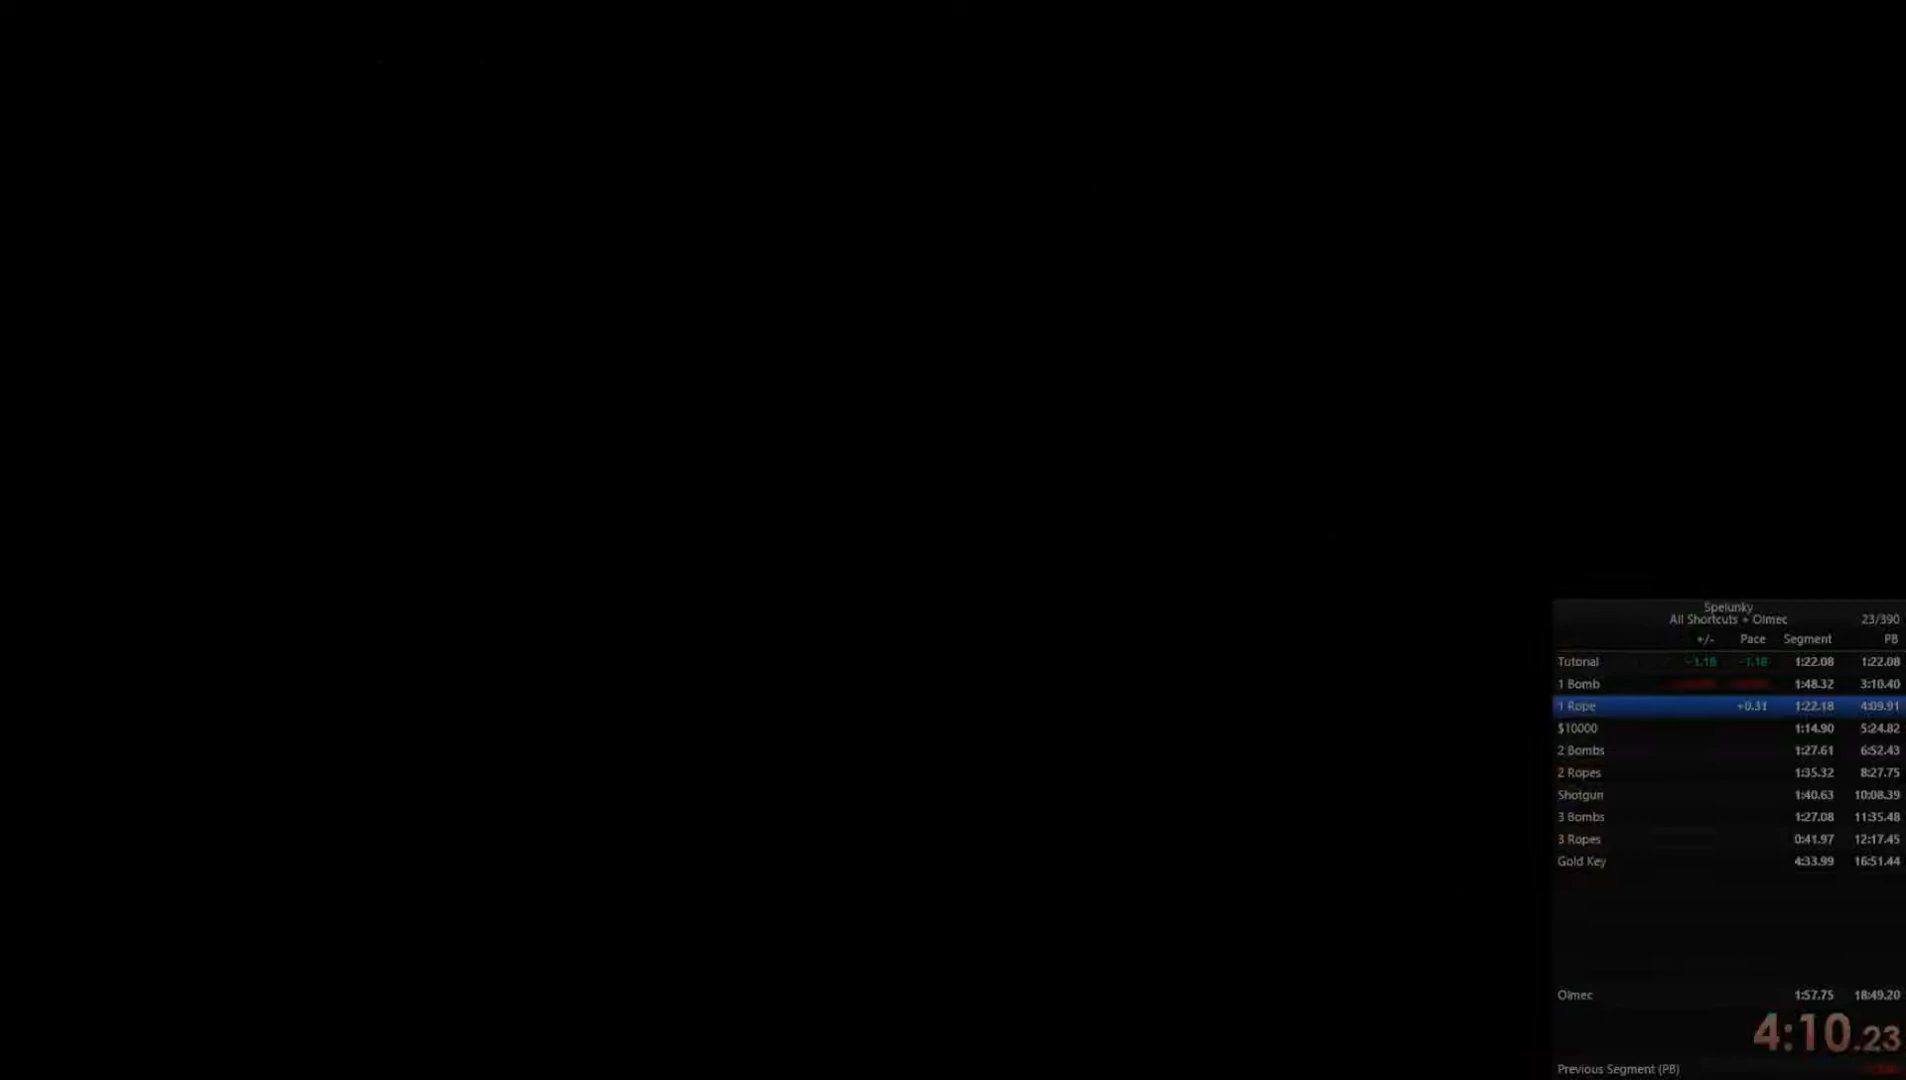 Spelunky
All Shortcuts + Olmec 23/390
+/- Pace Segment PB
Tutorial -1.18 -1.18 1:22.08 1:22.08
1 Bomb 1:48.32 3:10.40
1 Rope +0.31 1:22.18 4:09.91
$10000 1:14.90 5:24.82
2 Bombs 1:27.61 6:52.43
2 Ropes 1:35.32 8:27.75
Shotgun 1:40.63 10:08.39
3 Bombs 1:27.08 11:35.48
3 Ropes 0:41.97 12:17.45
Gold Key 4:33.99 16:51.44
Olmec 1:57.75 18:49.20
4:10.23
Previous Segment (PB)